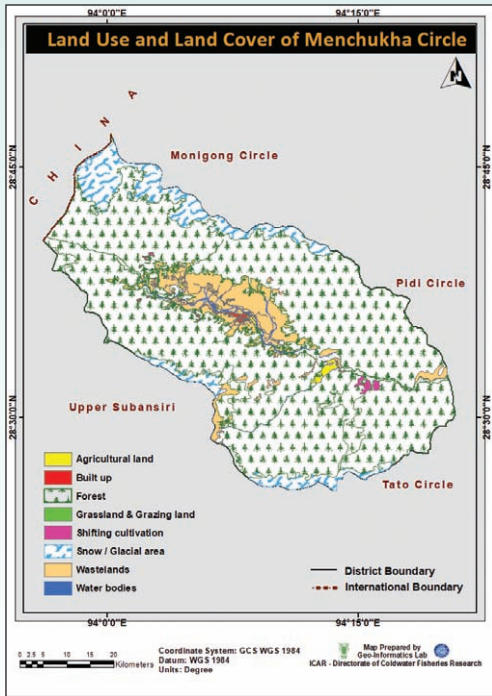 Land Use and Land Cover of Menchukha Circle
94°0'0"E
94°15'0"E
N
CHINA
Monigong Circle
28°45'0"N
28°45'0"N
Pidi Circle
Upper Subansiri
28°30'0"N
28°30'0"N
Tato Circle
Agricultural land
Built up
Forest
Grassland & Grazing land
Shifting cultivation
Snow / Glacial area
Wastelands
Water bodies
District Boundary
International Boundary
94°0'0"E
94°15'0"E
0 2.5 5 10 15 20
Kilometers
Coordinate System: GCS WGS 1984
Datum: WGS 1984
Units: Degree
Map Prepared by
Geo-Informatics Lab
ICAR - Directorate of Coldwater Fisheries Research